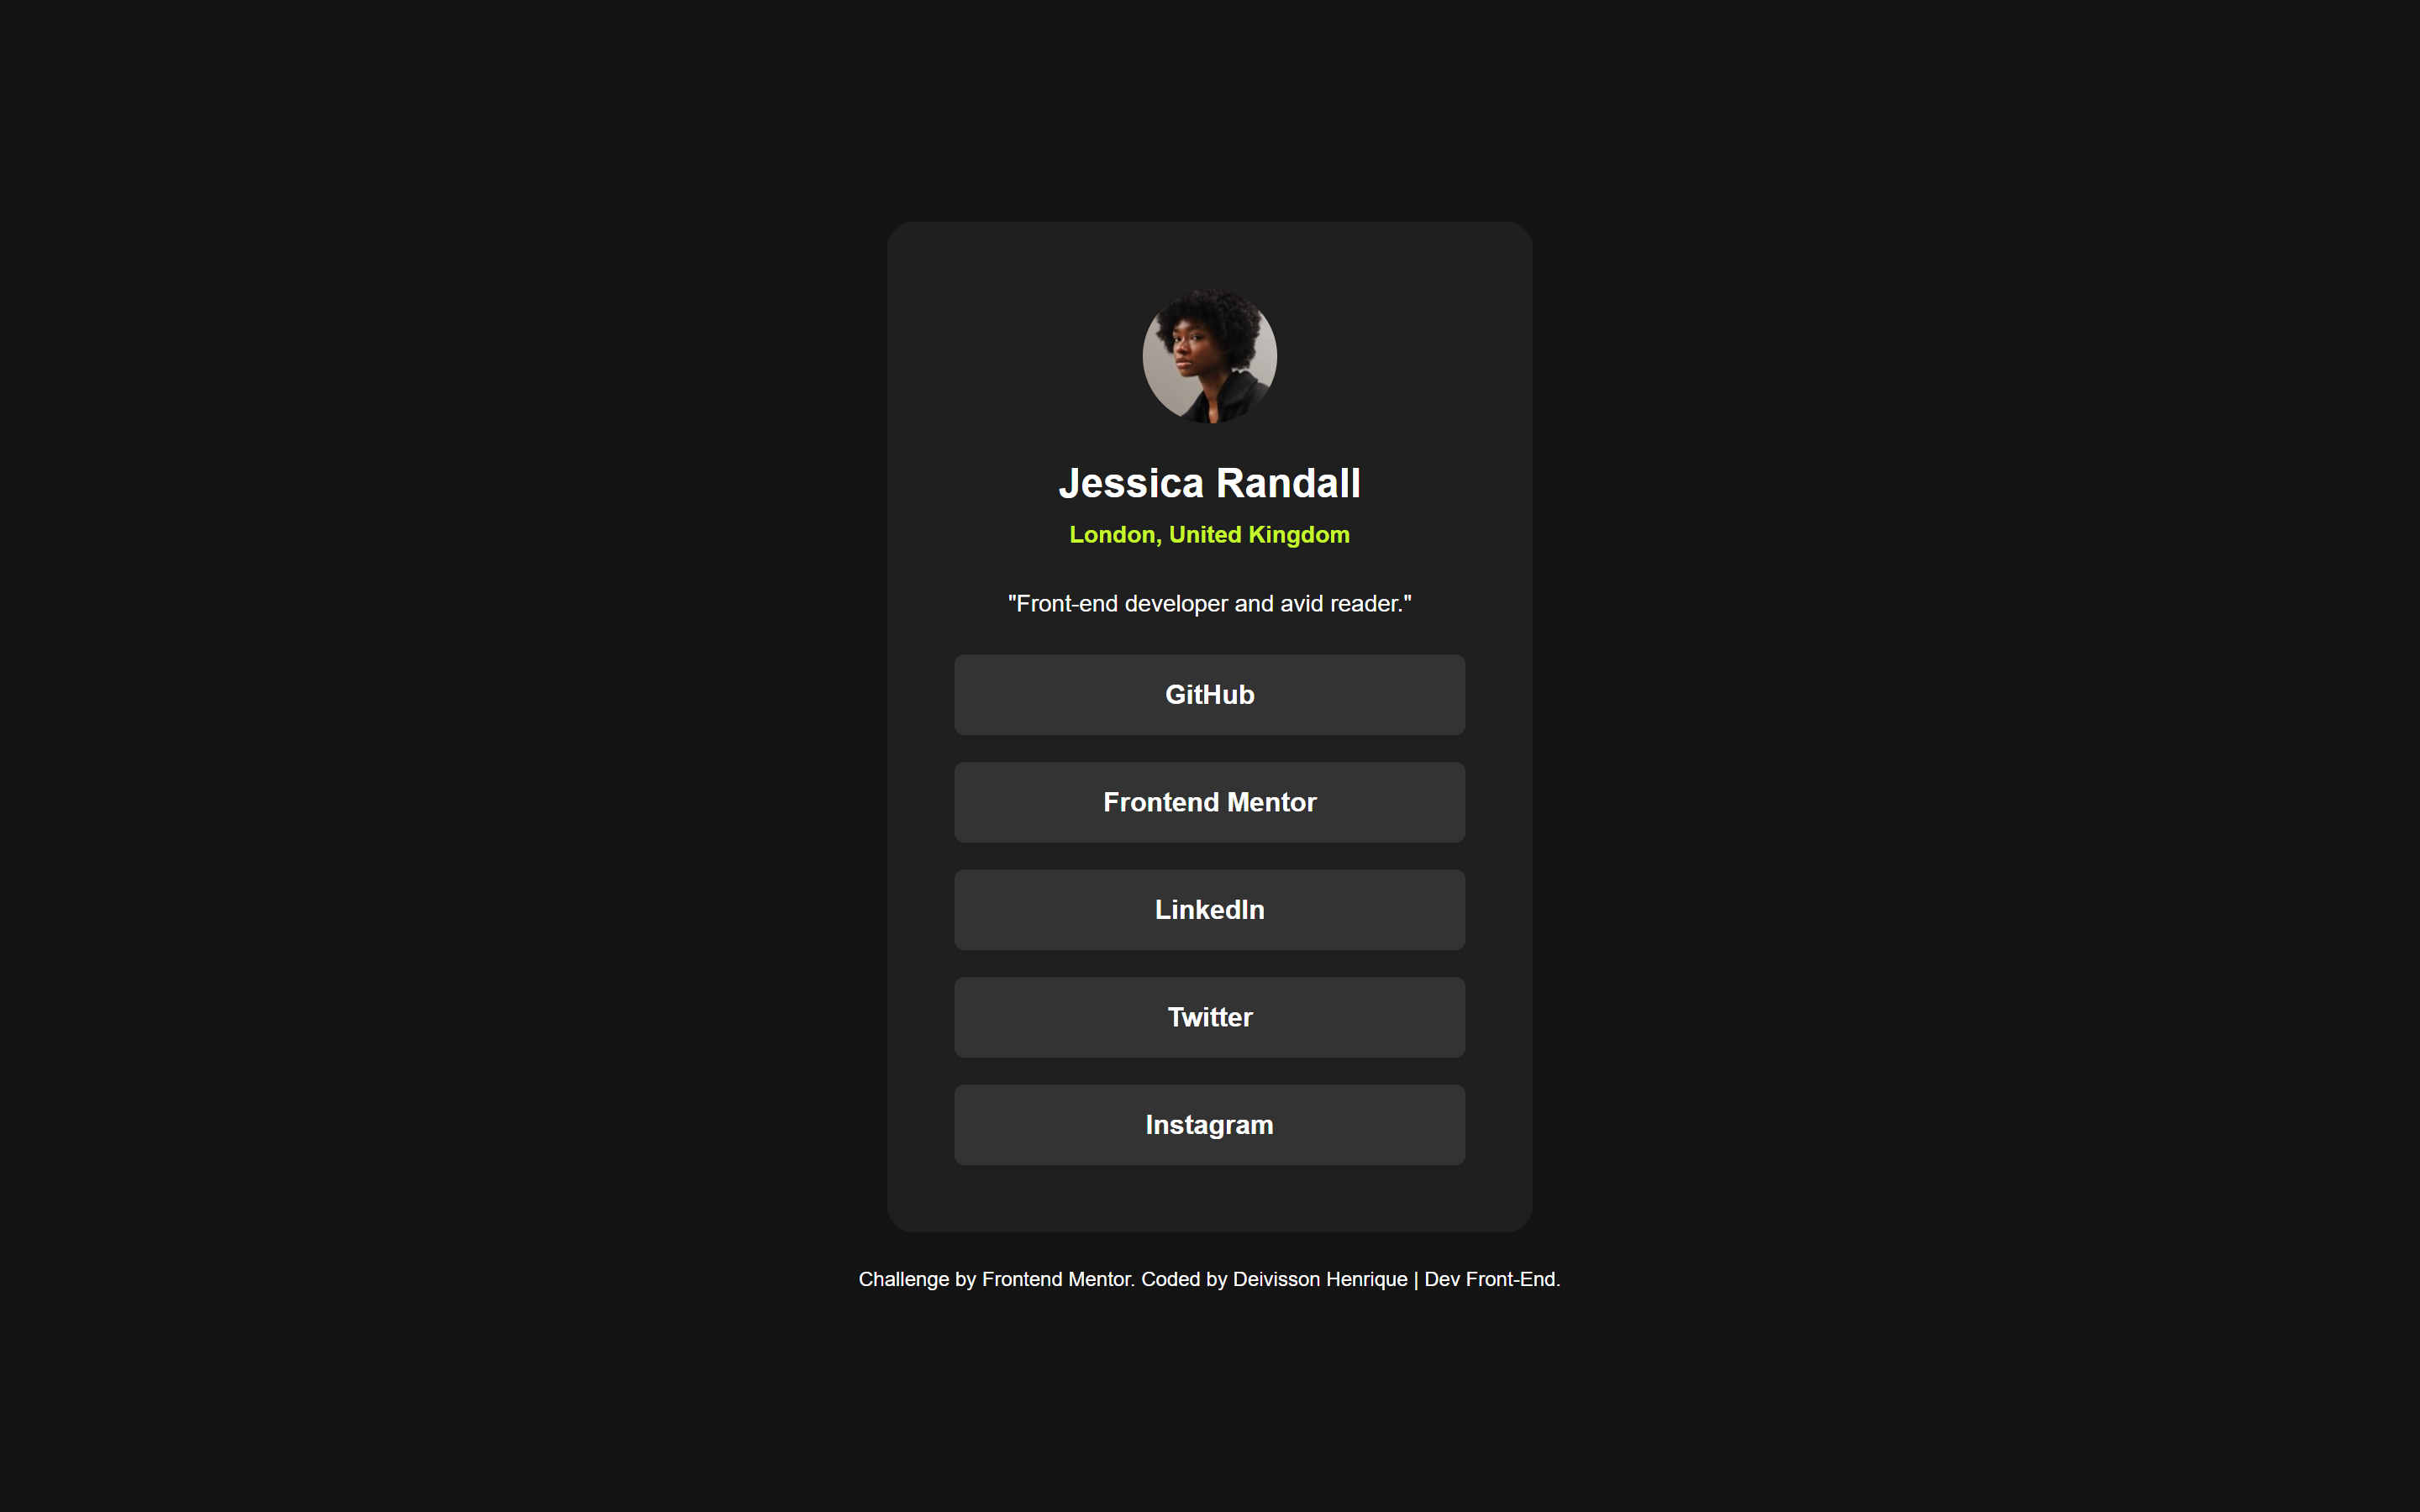 Jessica Randall
London, United Kingdom
"Front-end developer and avid reader."
GitHub
Frontend Mentor
LinkedIn
Twitter
Instagram
Challenge by Frontend Mentor. Coded by Deivisson Henrique | Dev Front-End.